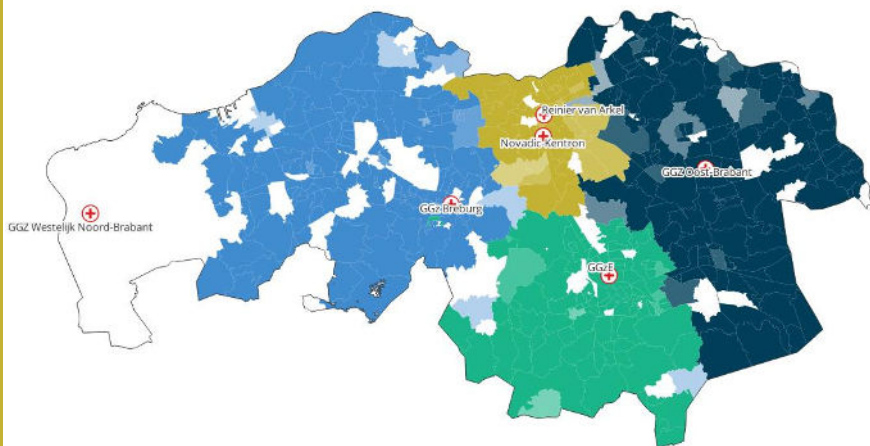 Reinier van Arkel
Novadic-Kentron
GGZ Oost-Brabant
GGz Breburg
GGZ Westelijk Noord-Brabant
GGzE